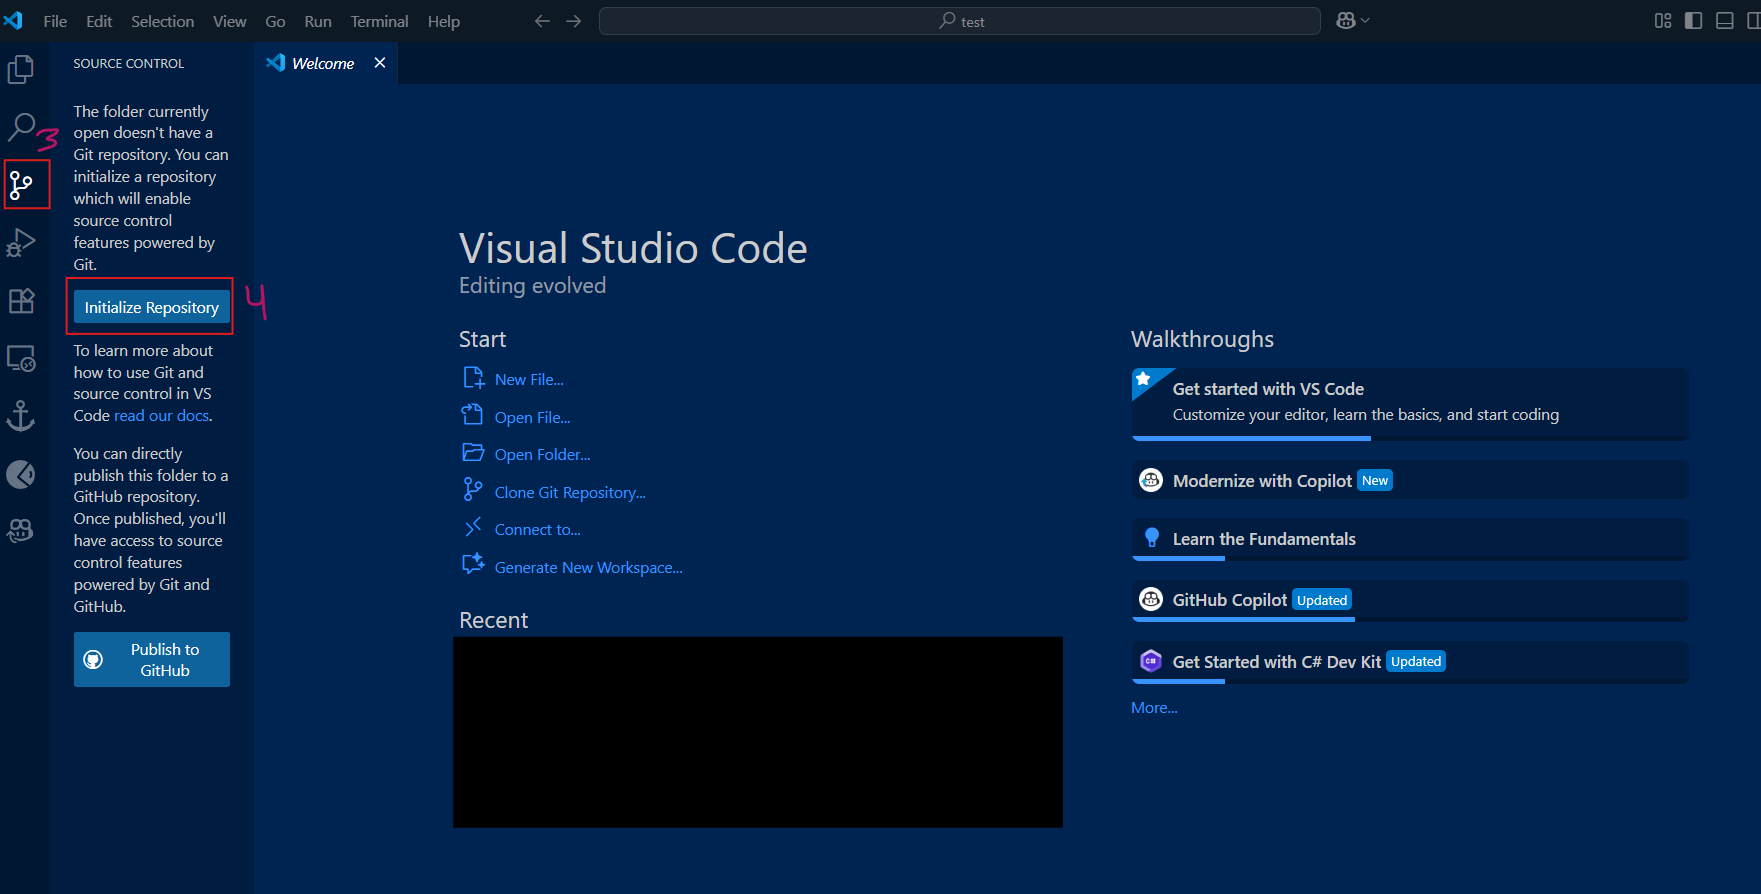 File Edit Selection View Go Run Terminal Help
test
SOURCE CONTROL
Welcome
The folder currently
open doesn't have a
Git repository. You can
initialize a repository
which will enable
source control
features powered by
Git.
3
Initialize Repository
4
To learn more about
how to use Git and
source control in VS
Code read our docs.
You can directly
publish this folder to a
GitHub repository.
Once published, you'll
have access to source
control features
powered by Git and
GitHub.
Publish to
GitHub
Visual Studio Code
Editing evolved
Start
New File...
Open File...
Open Folder...
Clone Git Repository...
Connect to...
Generate New Workspace...
Recent
Walkthroughs
Get started with VS Code
Customize your editor, learn the basics, and start coding
Modernize with Copilot New
Learn the Fundamentals
GitHub Copilot Updated
C# Get Started with C# Dev Kit Updated
More...